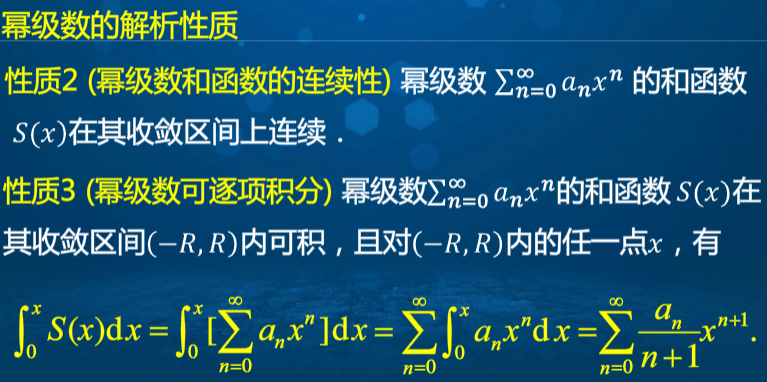 幂级数的解析性质
性质2 (幂级数和函数的连续性) 幂级数 $\sum_{n=0}^{\infty} a_n x^n$ 的和函数
$S(x)$在其收敛区间上连续．
性质3 (幂级数可逐项积分) 幂级数$\sum_{n=0}^{\infty} a_n x^n$的和函数 $S(x)$在
其收敛区间$(-R, R)$内可积，且对$(-R, R)$内的任一点$x$，有
$\int_0^x S(x)\mathrm{d}x = \int_0^x [\sum_{n=0}^{\infty} a_n x^n]\mathrm{d}x = \sum_{n=0}^{\infty} \int_0^x a_n x^n \mathrm{d}x = \sum_{n=0}^{\infty} \frac{a_n}{n+1} x^{n+1}.$